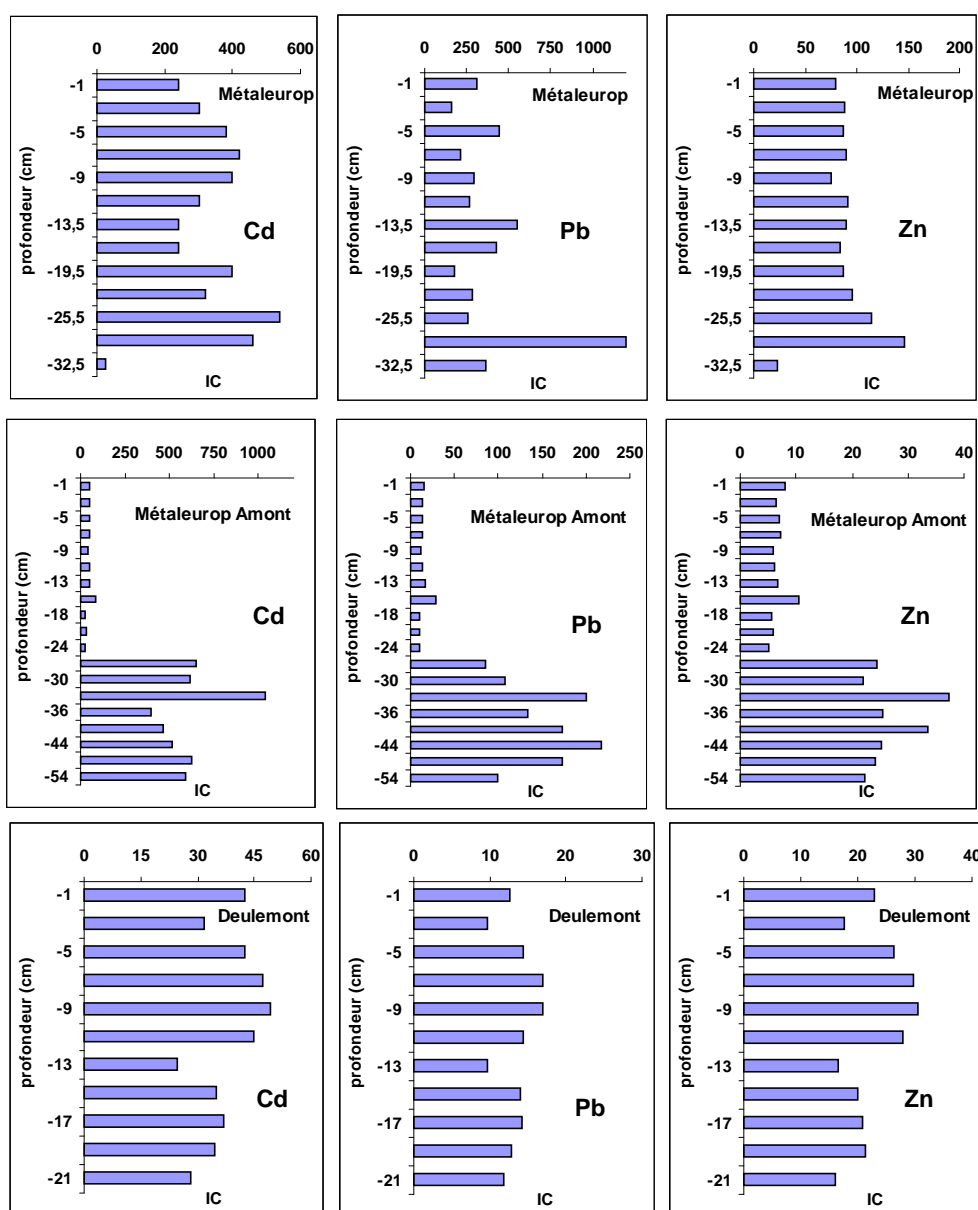 0 200 400 600
Métaleurop
-1
-5
-9
-13,5
-19,5
-25,5
-32,5
profondeur (cm)
Cd
IC
0 250 500 750 1000
Métaleurop
-1
-5
-9
-13,5
-19,5
-25,5
-32,5
profondeur (cm)
Pb
IC
0 50 100 150 200
Métaleurop
-1
-5
-9
-13,5
-19,5
-25,5
-32,5
profondeur (cm)
Zn
IC
0 250 500 750 1000
Métaleurop Amont
-1
-5
-9
-13
-18
-24
-30
-36
-44
-54
profondeur (cm)
Cd
IC
0 50 100 150 200 250
Métaleurop Amont
-1
-5
-9
-13
-18
-24
-30
-36
-44
-54
profondeur (cm)
Pb
IC
0 10 20 30 40
Métaleurop Amont
-1
-5
-9
-13
-18
-24
-30
-36
-44
-54
profondeur (cm)
Zn
IC
0 15 30 45 60
Deulemont
-1
-5
-9
-13
-17
-21
profondeur (cm)
Cd
IC
0 10 20 30
Deulemont
-1
-5
-9
-13
-17
-21
profondeur (cm)
Pb
IC
0 10 20 30 40
Deulemont
-1
-5
-9
-13
-17
-21
profondeur (cm)
Zn
IC